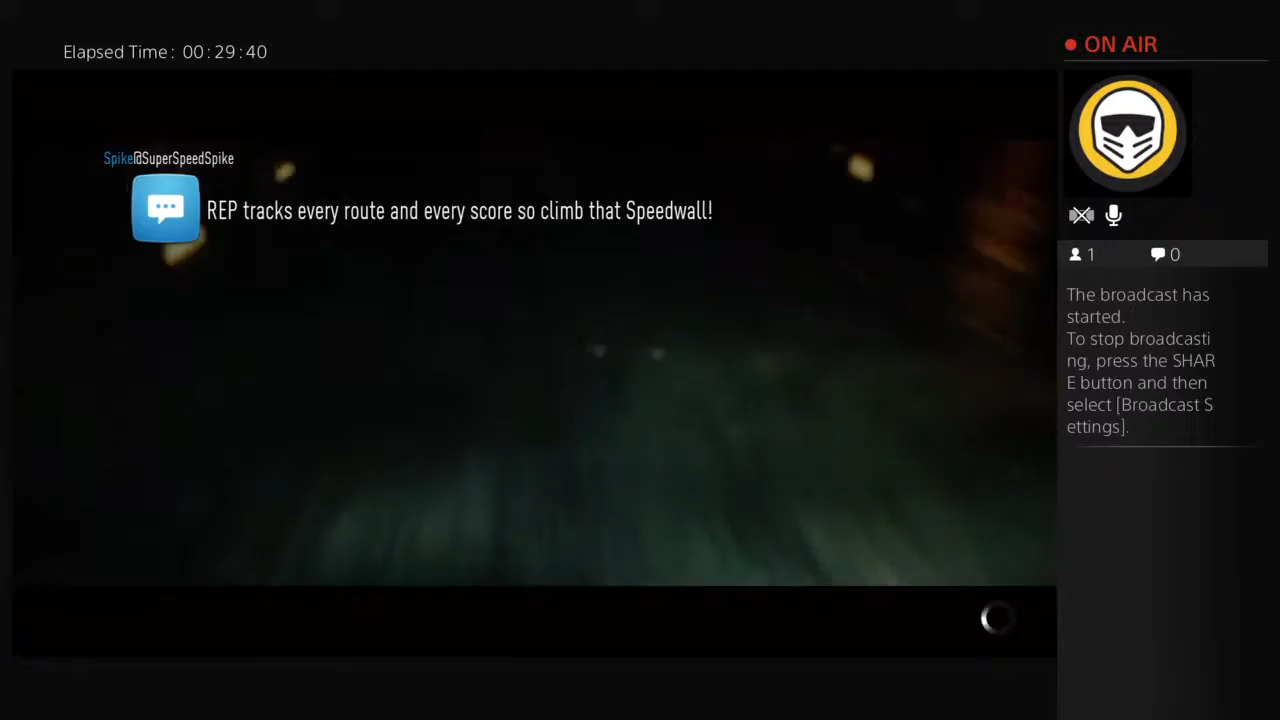 Elapsed Time: 00:29:40
ON AIR
Spike@SuperSpeedSpike
REP tracks every route and every score so climb that Speedwall!
1 0
The broadcast has
started.
To stop broadcasti
ng, press the SHAR
E button and then
select [Broadcast S
ettings].